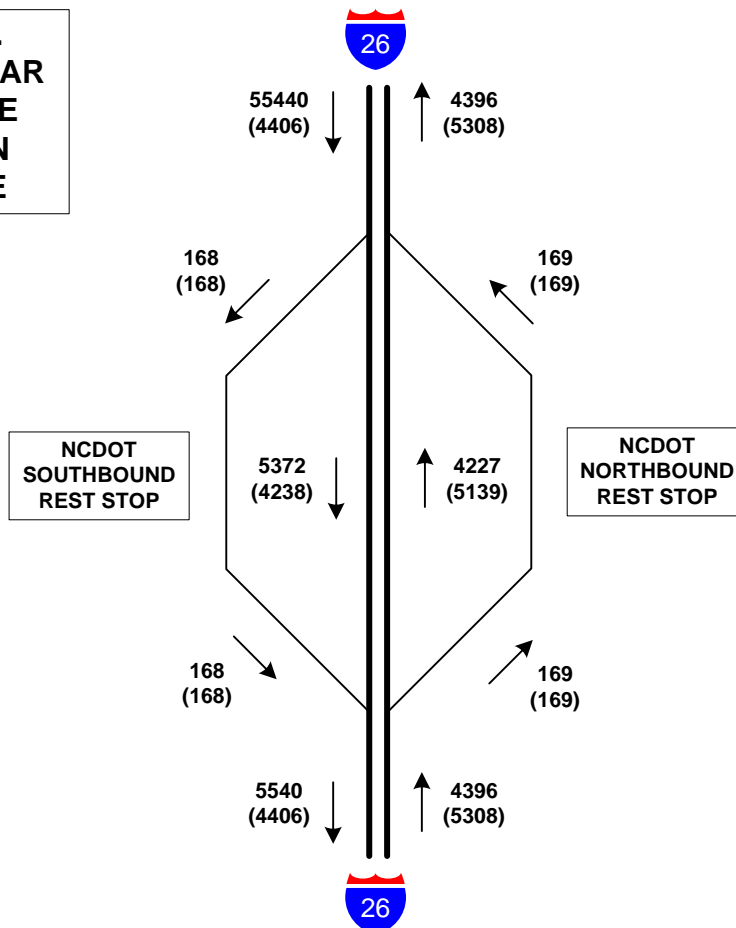 AR
E
N
E
26
55440
(4406)
4396
(5308)
168
(168)
169
(169)
NCDOT
SOUTHBOUND
REST STOP
5372
(4238)
4227
(5139)
NCDOT
NORTHBOUND
REST STOP
168
(168)
169
(169)
5540
(4406)
4396
(5308)
26